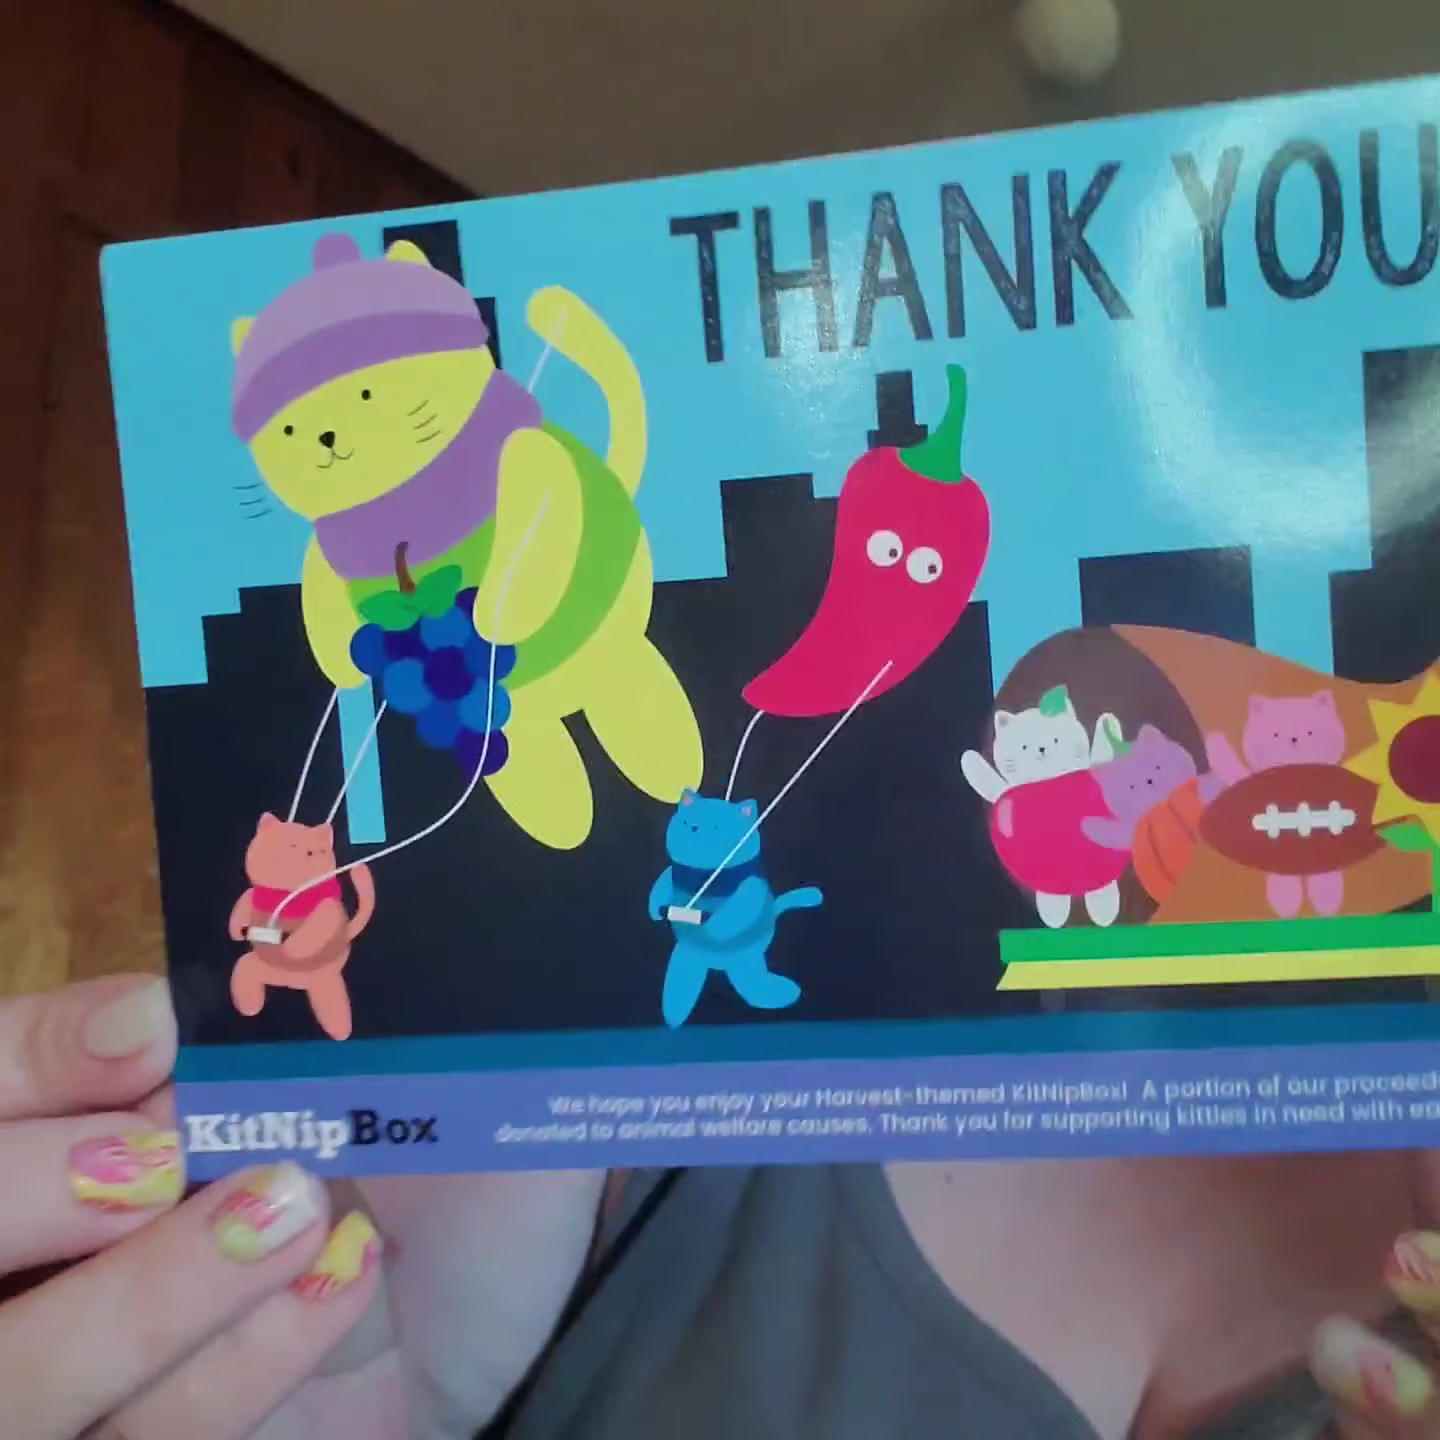 THANK YOU
We hope you enjoy your Harvest-themed KitNipBox! A portion of our proceed
KitNipBox
donated to animal welfare causes. Thank you for supporting kitties in need with ea